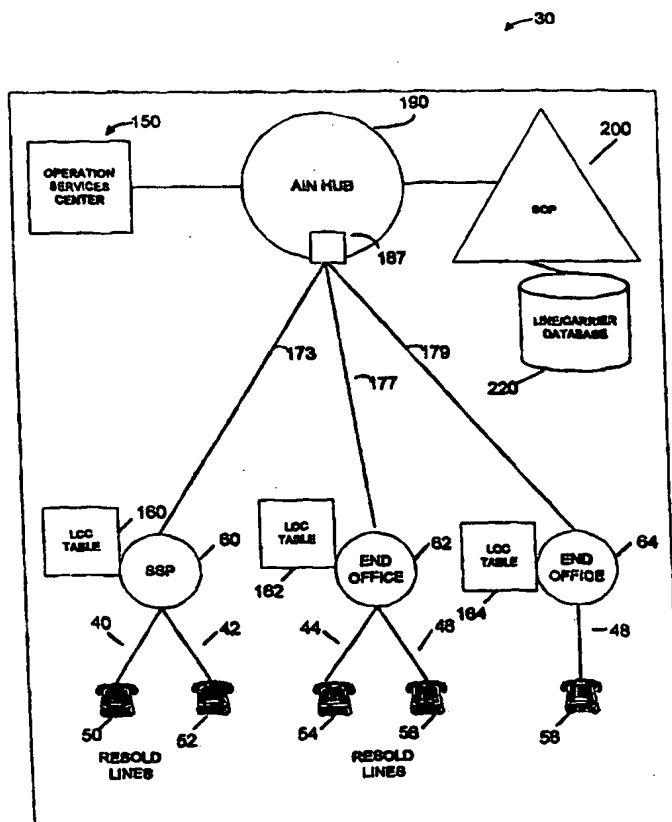 30
150
190
200
OPERATION
SERVICES
CENTER
AIN HUB
SCP
187
LINE/CARRIER
DATABASE
173
177
179
220
LCC
TABLE
160
60
SSP
LCC
TABLE
162
62
END
OFFICE
LCC
TABLE
164
64
END
OFFICE
40
42
44
48
48
50
52
54
56
58
RESOLD
LINES
RESOLD
LINES